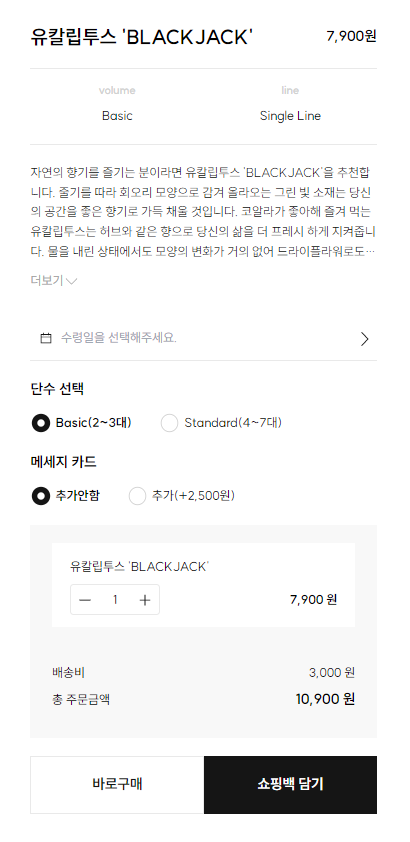 유칼립투스 'BLACKJACK'
7,900원
volume
line
Basic
Single Line
자연의 향기를 즐기는 분이라면 유칼립투스 'BLACKJACK'을 추천합
니다. 줄기를 따라 회오리 모양으로 감겨 올라오는 그린 빛 소재는 당신
의 공간을 좋은 향기로 가득 채울 것입니다. 코알라가 좋아해 즐겨 먹는
유칼립투스는 허브와 같은 향으로 당신의 삶을 더 프레시 하게 지켜줍니
다. 물을 내린 상태에서도 모양의 변화가 거의 없어 드라이플라워로도…
더보기
수령일을 선택해주세요.
단수 선택
Basic(2~3대)
Standard(4~7대)
메세지 카드
추가안함
추가(+2,500원)
유칼립투스 'BLACKJACK'
1
7,900 원
배송비
3,000 원
총 주문금액
10,900 원
바로구매
쇼핑백 담기